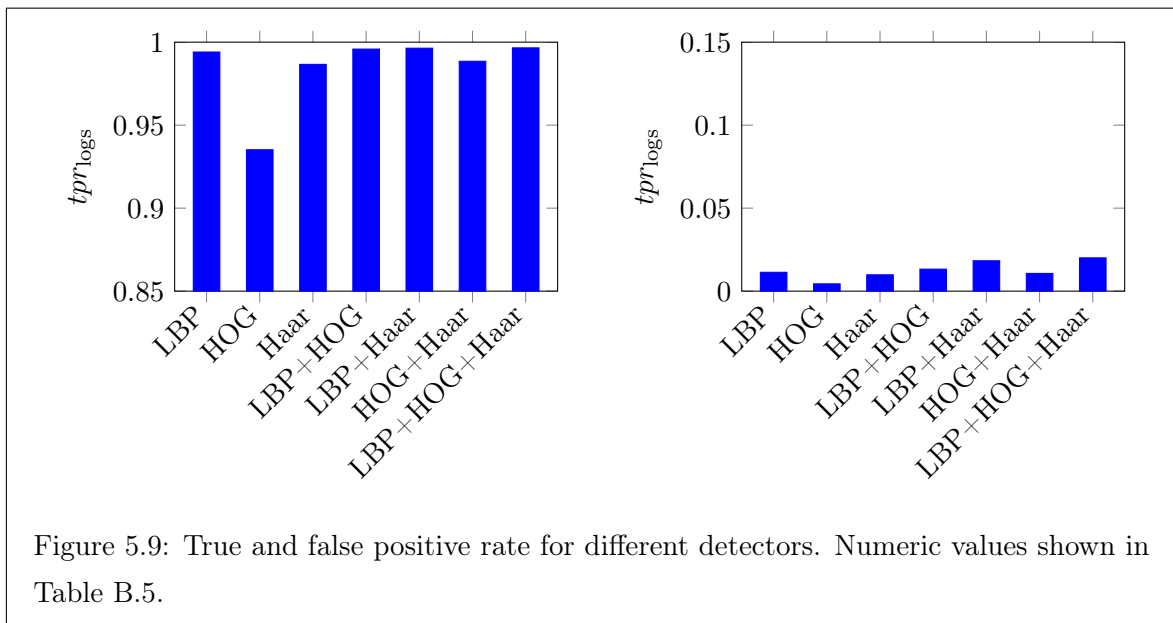 1
0.95
0.9
0.85
tpr_logs
LBP
HOG
Haar
LBP+HOG
LBP+Haar
HOG+Haar
LBP+HOG+Haar
0.15
0.1
0.05
0
tpr_logs
LBP
HOG
Haar
LBP+HOG
LBP+Haar
HOG+Haar
LBP+HOG+Haar
Figure 5.9: True and false positive rate for different detectors. Numeric values shown in
Table B.5.